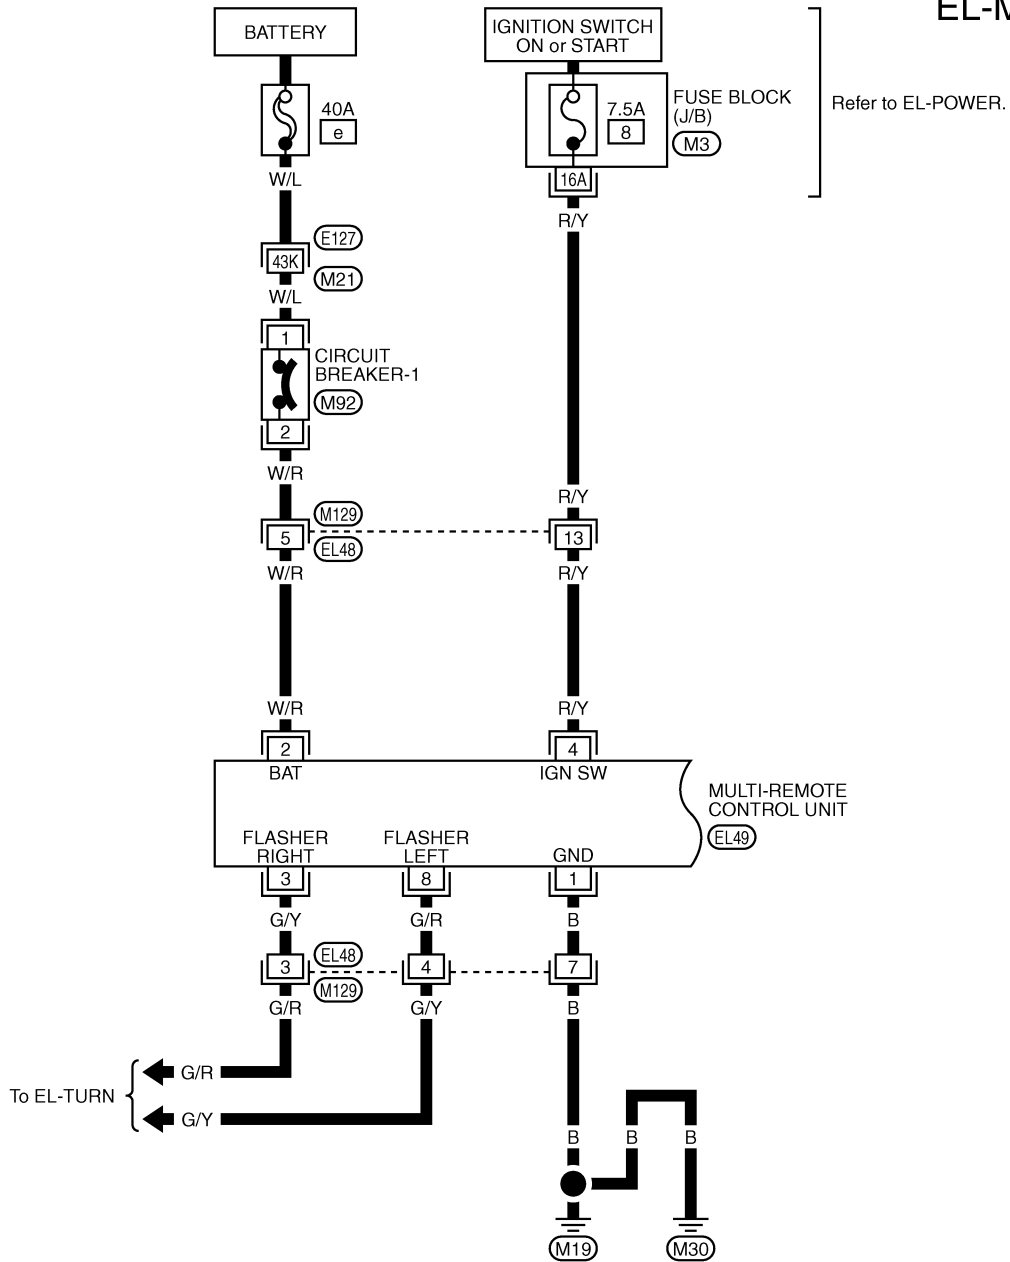 EL-M
BATTERY
IGNITION SWITCH
ON or START
40A
e
7.5A
8
FUSE BLOCK
(J/B)
M3
Refer to EL-POWER.
16A
W/L
R/Y
E127
43K
M21
W/L
1
CIRCUIT
BREAKER-1
M92
2
W/R
R/Y
M129
5
13
EL48
W/R
R/Y
W/R
R/Y
2
4
BAT
IGN SW
MULTI-REMOTE
CONTROL UNIT
EL49
FLASHER
RIGHT
FLASHER
LEFT
GND
3
8
1
G/Y
G/R
B
EL48
3
4
7
M129
G/R
G/Y
B
G/R
To EL-TURN
G/Y
B
B
B
M19
M30